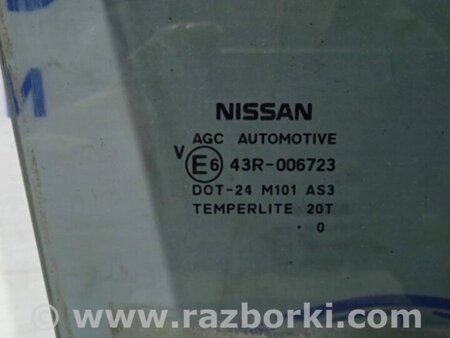 M
NISSAN
AGC AUTOMOTIVE
V E6 43R-006723
DOT-24 M101 AS3
TEMPERLITE 20T
. 0
© www.razborki.com